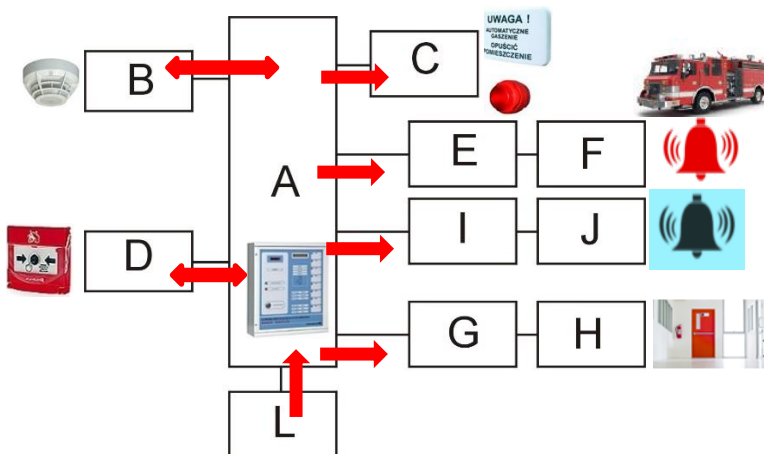 UWAGA !
AUTOMATYCZNE
GASZENIE
OPUŚCIĆ
POMIESZCZENIE
B
C
E
F
A
I
J
D
G
H
L